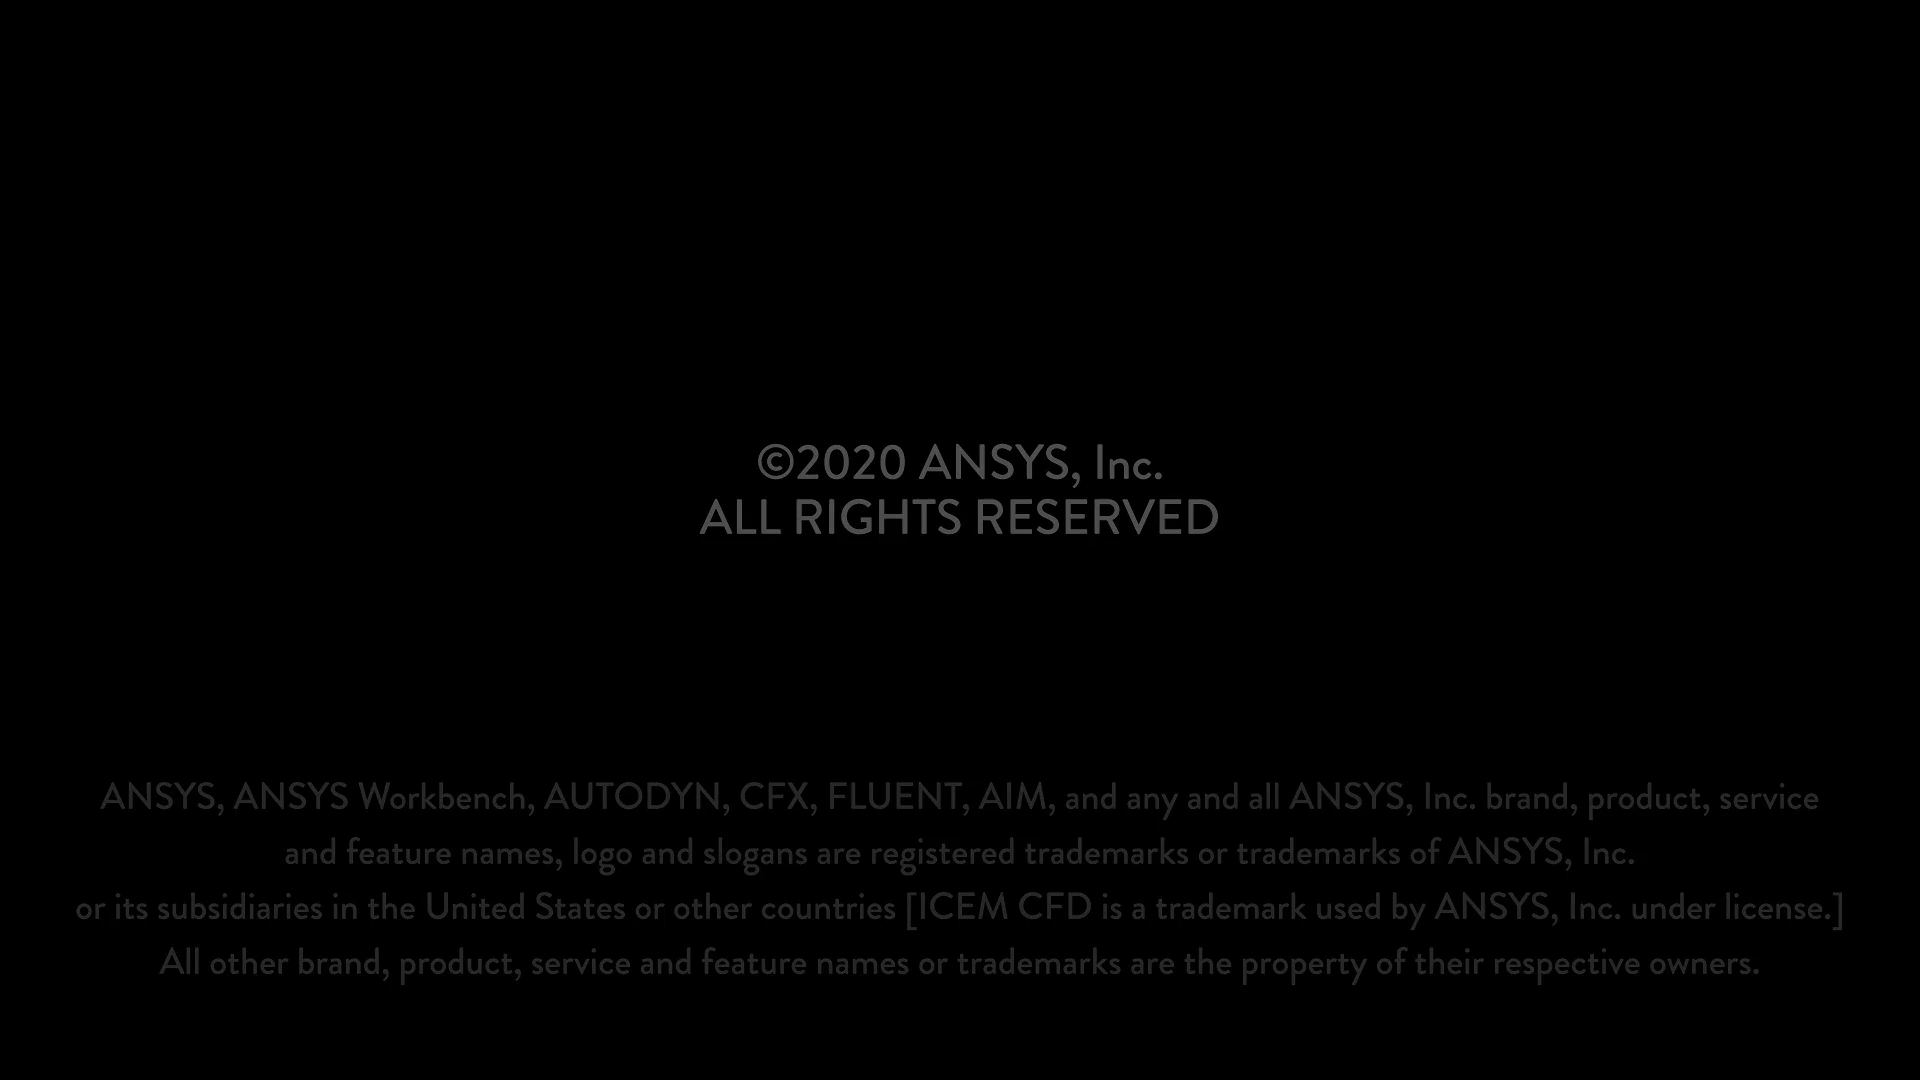 ©2020 ANSYS, Inc.
ALL RIGHTS RESERVED
ANSYS, ANSYS Workbench, AUTODYN, CFX, FLUENT, AIM, and any and all ANSYS, Inc. brand, product, service
and feature names, logo and slogans are registered trademarks or trademarks of ANSYS, Inc.
or its subsidiaries in the United States or other countries [ICEM CFD is a trademark used by ANSYS, Inc. under license.]
All other brand, product, service and feature names or trademarks are the property of their respective owners.